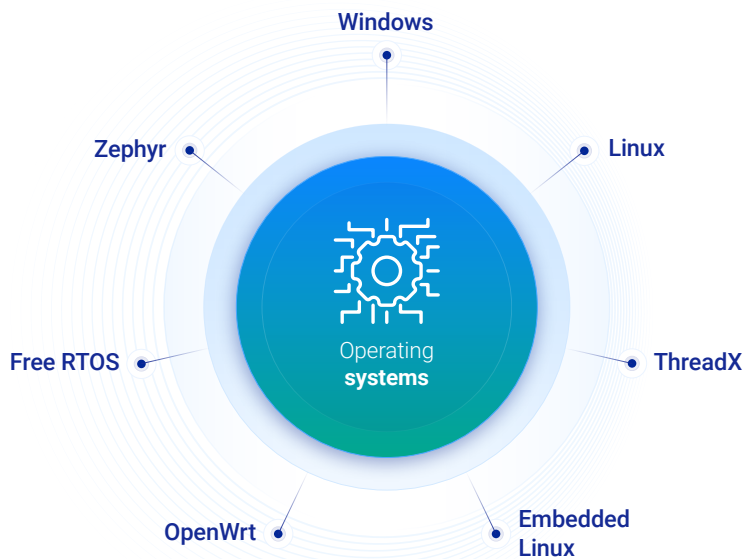 Windows
Zephyr
Linux
Operating
systems
Free RTOS
ThreadX
OpenWrt
Embedded
Linux